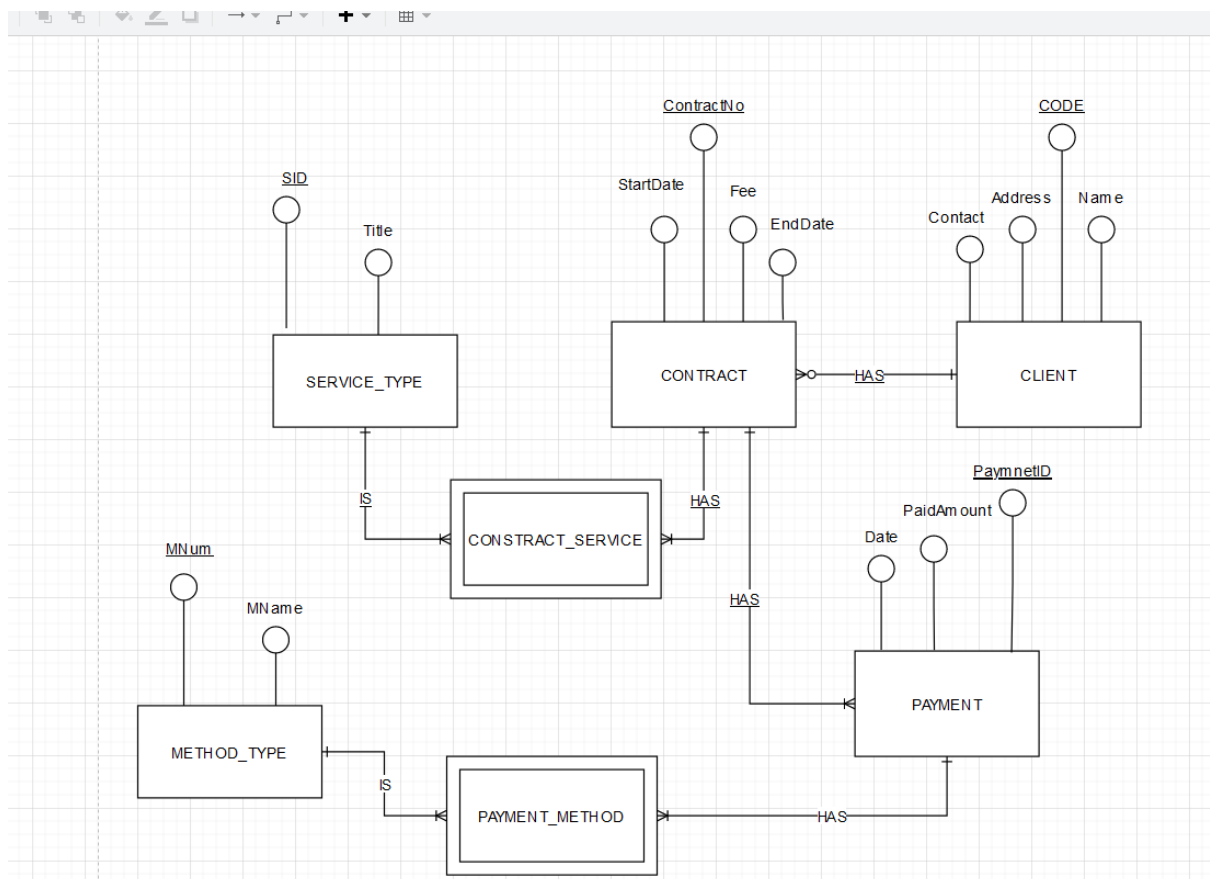 ContractNo
CODE
SID
StartDate
Fee
Address
Name
Title
EndDate
Contact
SERVICE_TYPE
CONTRACT
HAS
CLIENT
IS
HAS
PaymnetID
PaidAmount
Date
CONSTRACT_SERVICE
MNum
MName
HAS
PAYMENT
METHOD_TYPE
IS
PAYMENT_METHOD
HAS